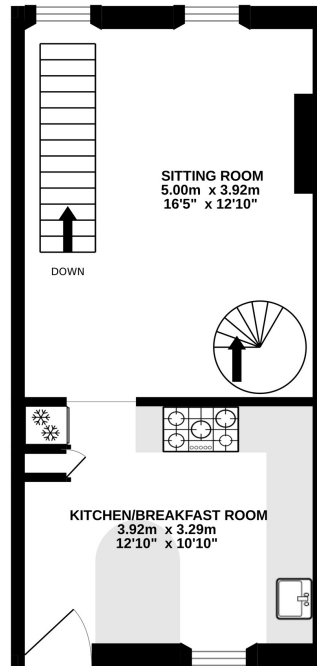 SITTING ROOM
5.00m x 3.92m
16'5" x 12'10"
DOWN
KITCHEN/BREAKFAST ROOM
3.92m x 3.29m
12'10" x 10'10"